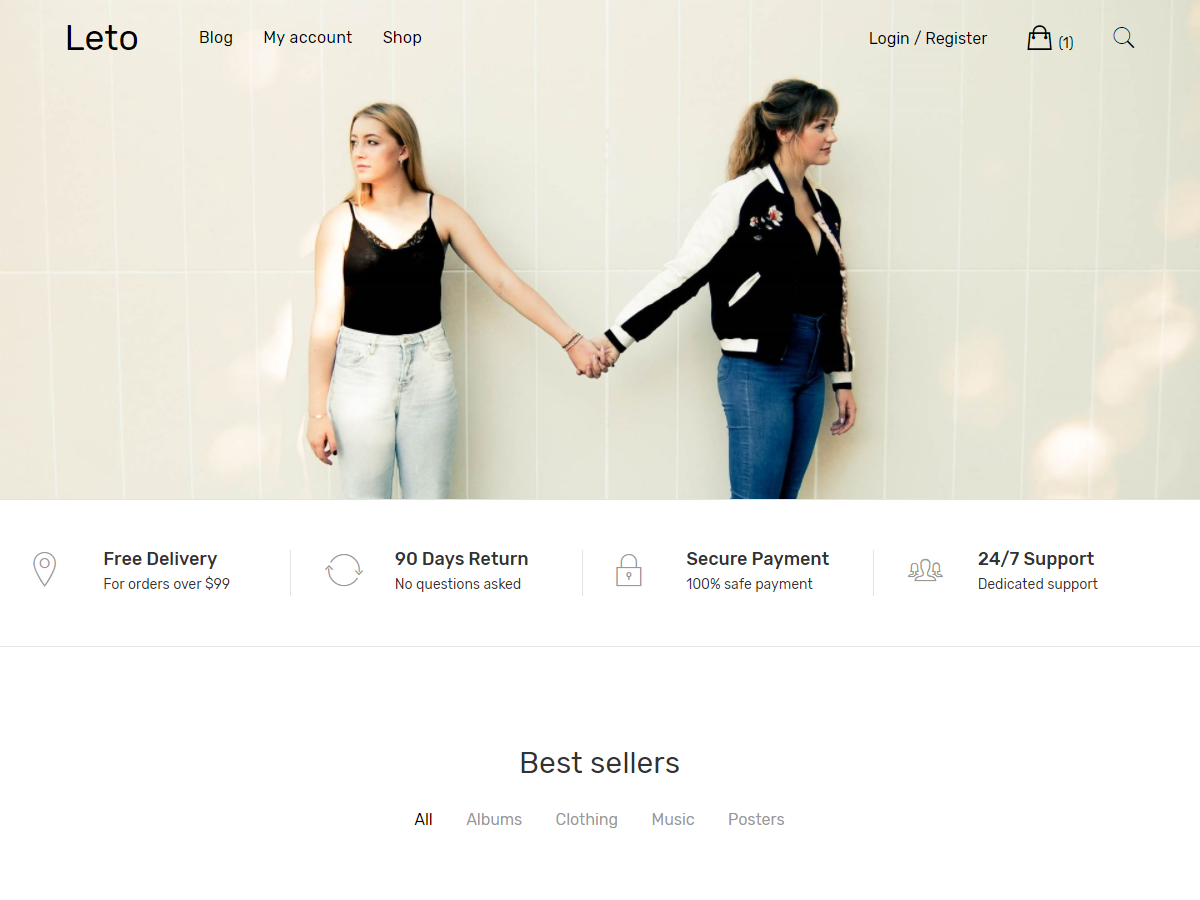 Leto
Blog
My account
Shop
Login / Register
(1)
Free Delivery
For orders over $99
90 Days Return
No questions asked
Secure Payment
100% safe payment
24/7 Support
Dedicated support
Best sellers
All
Albums
Clothing
Music
Posters